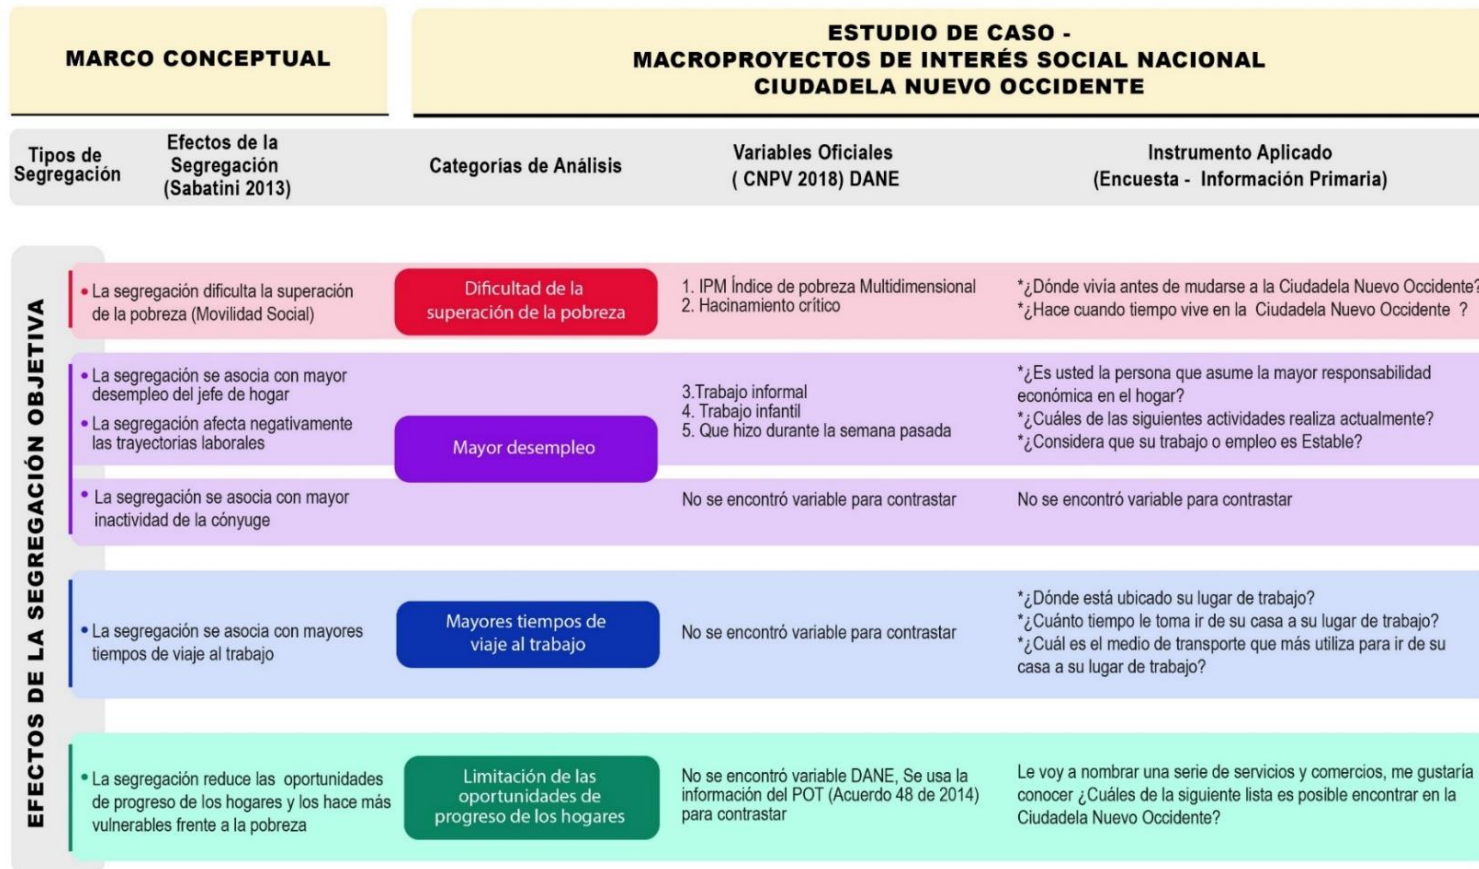 MARCO CONCEPTUAL
ESTUDIO DE CASO -
MACROPROYECTOS DE INTERÉS SOCIAL NACIONAL
CIUDADELA NUEVO OCCIDENTE
Tipos de
Segregación
Efectos de la
Segregación
(Sabatini 2013)
Categorías de Análisis
Variables Oficiales
( CNPV 2018) DANE
Instrumento Aplicado
(Encuesta - Información Primaria)
EFECTOS DE LA SEGREGACIÓN OBJETIVA
• La segregación dificulta la superación
de la pobreza (Movilidad Social)
Dificultad de la
superación de la pobreza
1. IPM Índice de pobreza Multidimensional
2. Hacinamiento crítico
*¿Dónde vivía antes de mudarse a la Ciudadela Nuevo Occidente?
*¿Hace cuando tiempo vive en la Ciudadela Nuevo Occidente ?
• La segregación se asocia con mayor
desempleo del jefe de hogar
• La segregación afecta negativamente
las trayectorias laborales
Mayor desempleo
3.Trabajo informal
4. Trabajo infantil
5. Que hizo durante la semana pasada
*¿Es usted la persona que asume la mayor responsabilidad
económica en el hogar?
*¿Cuáles de las siguientes actividades realiza actualmente?
*¿Considera que su trabajo o empleo es Estable?
• La segregación se asocia con mayor
inactividad de la cónyuge
No se encontró variable para contrastar
No se encontró variable para contrastar
• La segregación se asocia con mayores
tiempos de viaje al trabajo
Mayores tiempos de
viaje al trabajo
No se encontró variable para contrastar
*¿Dónde está ubicado su lugar de trabajo?
*¿Cuánto tiempo le toma ir de su casa a su lugar de trabajo?
*¿Cuál es el medio de transporte que más utiliza para ir de su
casa a su lugar de trabajo?
• La segregación reduce las oportunidades
de progreso de los hogares y los hace más
vulnerables frente a la pobreza
Limitación de las
oportunidades de
progreso de los hogares
No se encontró variable DANE, Se usa la
información del POT (Acuerdo 48 de 2014)
para contrastar
Le voy a nombrar una serie de servicios y comercios, me gustaría
conocer ¿Cuáles de la siguiente lista es posible encontrar en la
Ciudadela Nuevo Occidente?